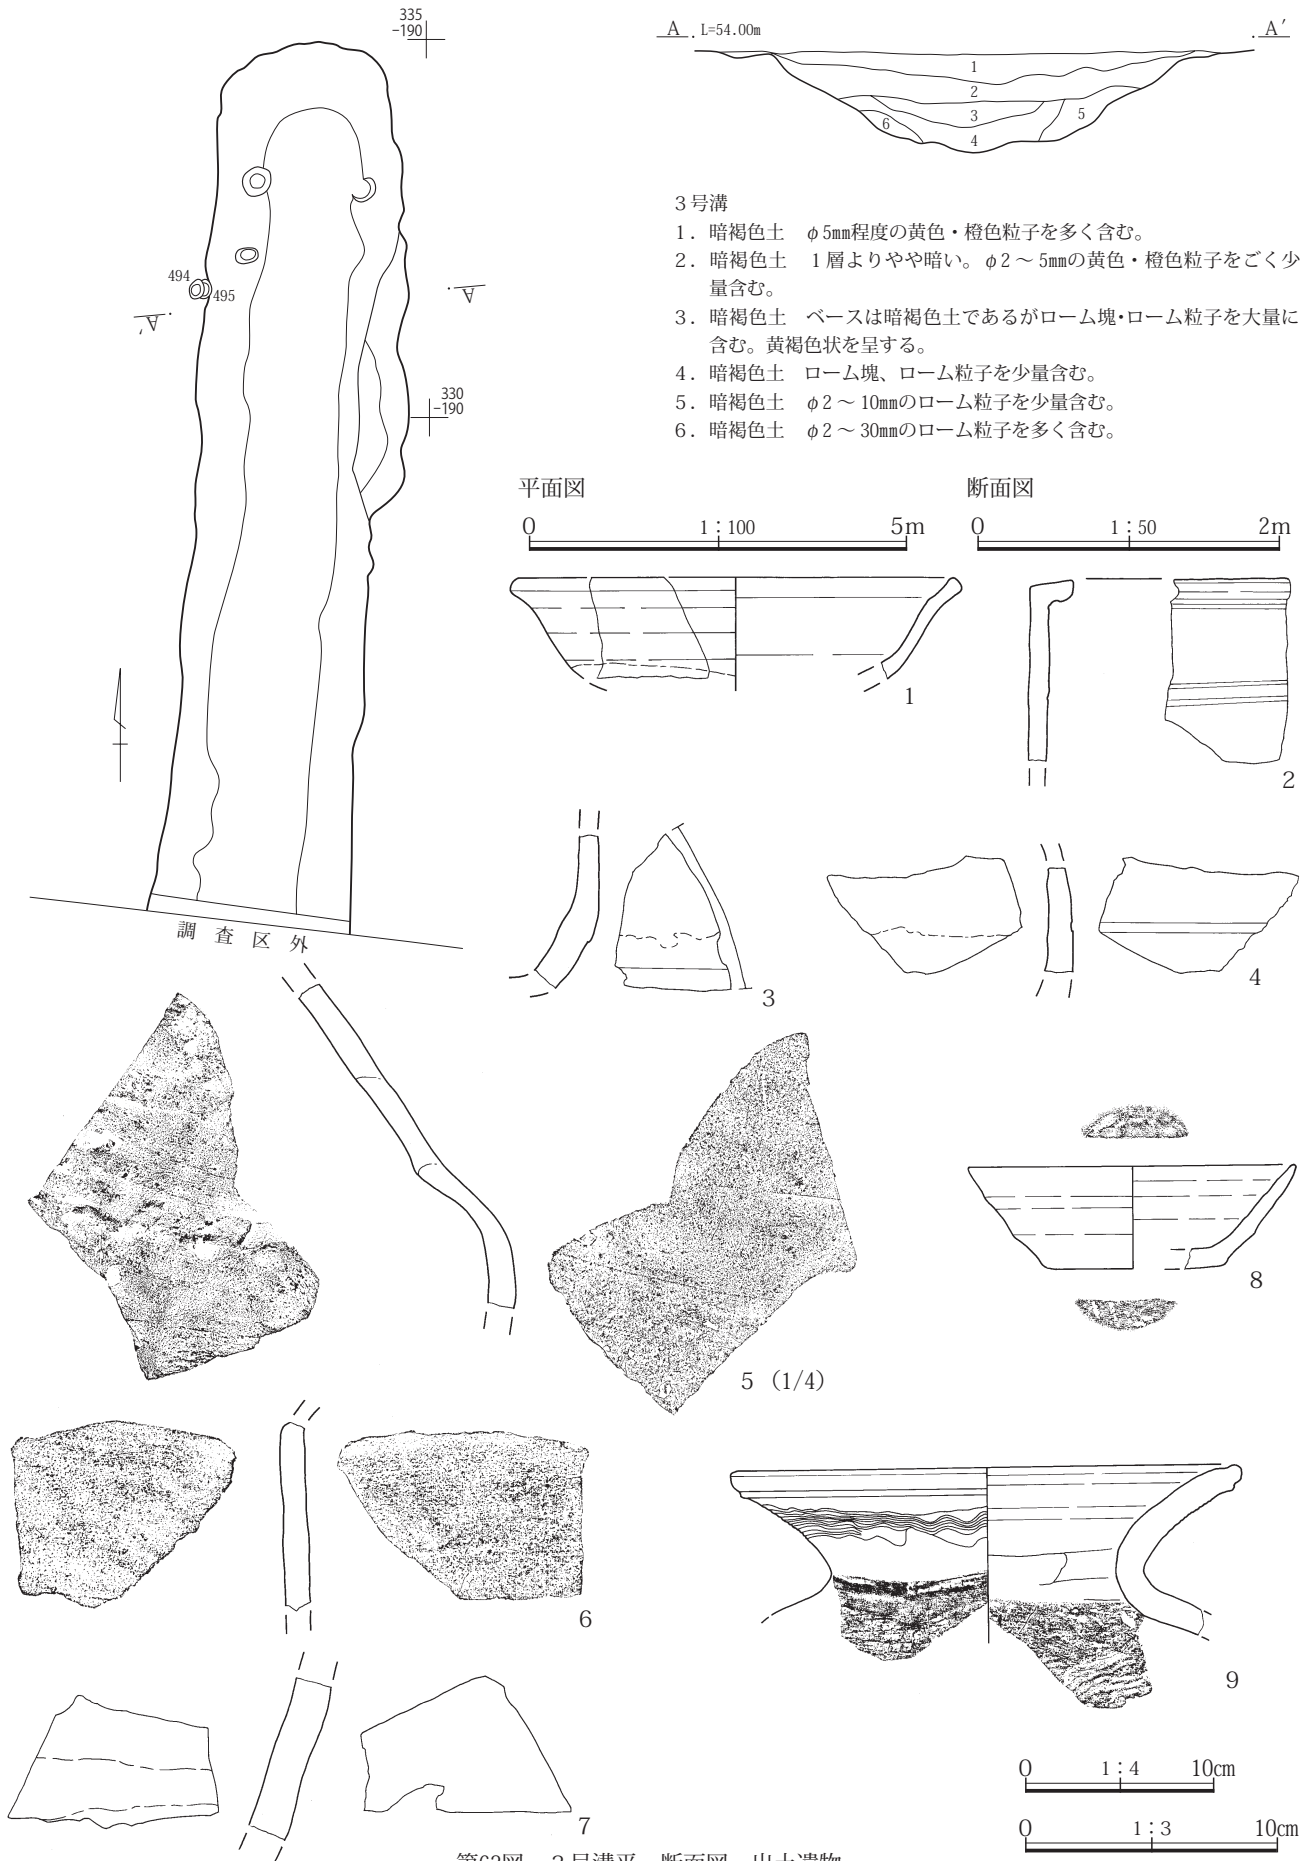 335
-190
A L=54.00m A′
1
2
3
4
5
6
３号溝
１．暗褐色土　φ5㎜程度の黄色・橙色粒子を多く含む。
２．暗褐色土　１層よりやや暗い。φ2～5㎜の黄色・橙色粒子をごく少
量含む。
３．暗褐色土　ベースは暗褐色土であるがローム塊・ローム粒子を大量に
含む。黄褐色状を呈する。
４．暗褐色土　ローム塊、ローム粒子を少量含む。
５．暗褐色土　φ2～10㎜のローム粒子を少量含む。
６．暗褐色土　φ2～30㎜のローム粒子を多く含む。
494
495
A′
A
330
-190
調査区外
平面図
0 1：100 5m
断面図
0 1：50 2m
1
2
3
4
5（1/4）
6
7
8
9
0 1：4 10㎝
0 1：3 10㎝